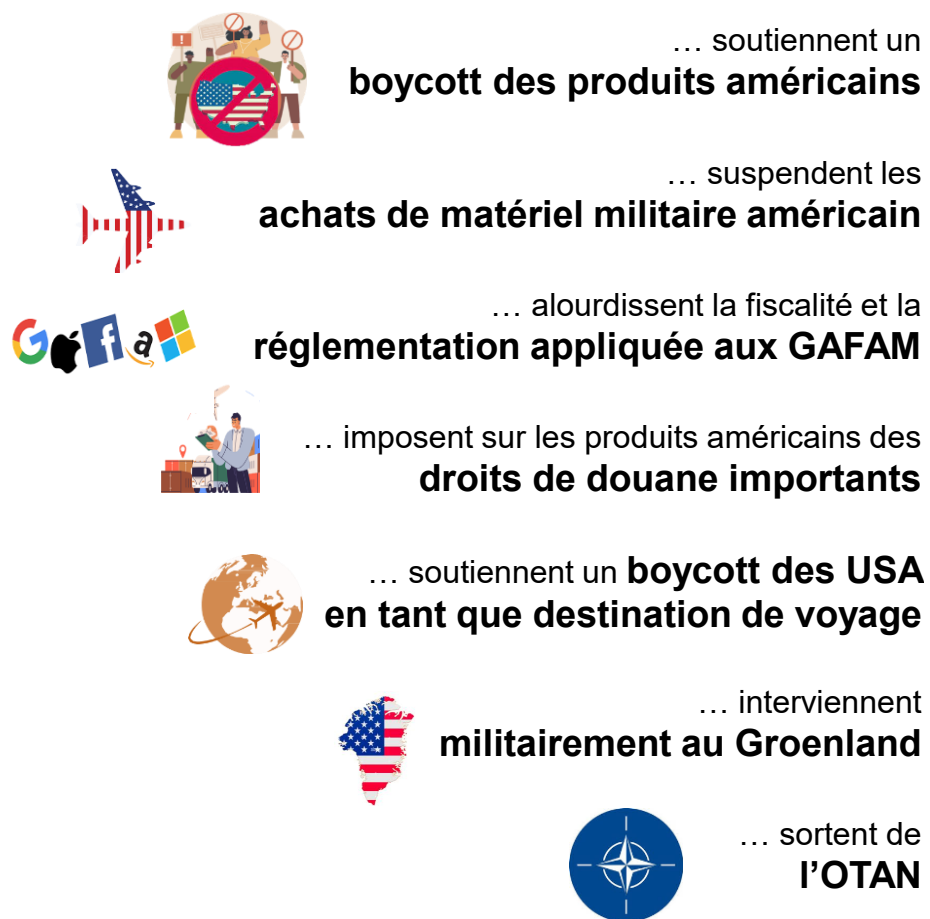 … soutiennent un
boycott des produits américains
… suspendent les
achats de matériel militaire américain
… alourdissent la fiscalité et la
réglementation appliquée aux GAFAM
… imposent sur les produits américains des
droits de douane importants
… soutiennent un boycott des USA
en tant que destination de voyage
… interviennent
militairement au Groenland
… sortent de
l’OTAN